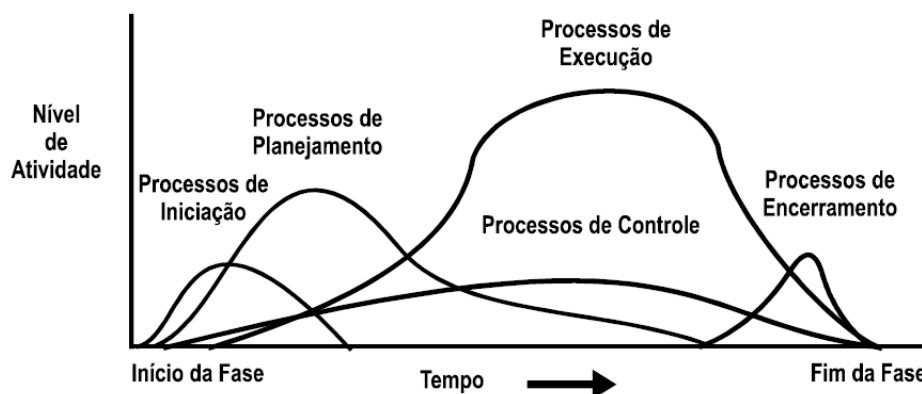 Processos de
Execução
Nível
de
Atividade
Processos de
Planejamento
Processos de
Iniciação
Processos de
Encerramento
Processos de Controle
Início da Fase
Tempo
Fim da Fase